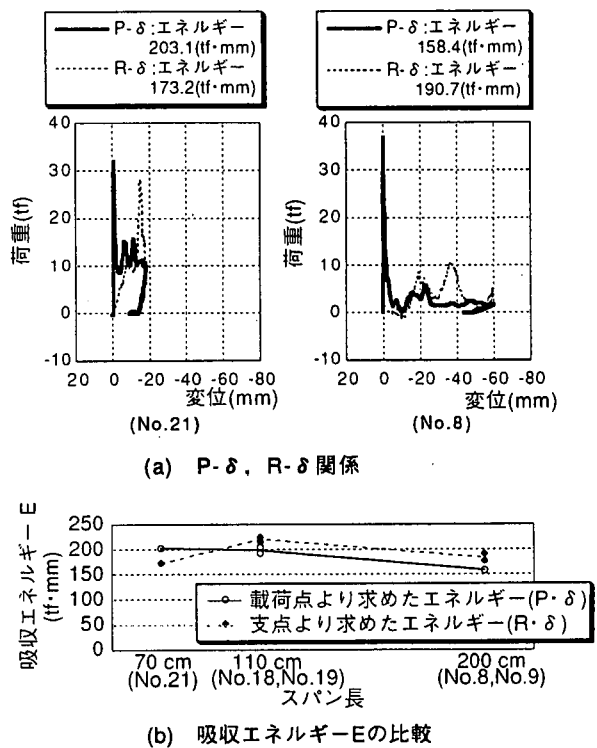 P-δ:エネルギー
203.1(tf・mm)
R-δ:エネルギー
173.2(tf・mm)
P-δ:エネルギー
158.4(tf・mm)
R-δ:エネルギー
190.7(tf・mm)
荷重(tf)
40
30
20
10
0
-10
20 0 -20 -40 -60 -80
変位(mm)
(No.21)
荷重(tf)
40
30
20
10
0
-10
20 0 -20 -40 -60 -80
変位(mm)
(No.8)
(a) P-δ, R-δ関係
吸収エネルギーE
(tf・mm)
250
200
150
100
50
0
載荷点より求めたエネルギー(P・δ)
支点より求めたエネルギー(R・δ)
70 cm 110 cm 200 cm
(No.21) (No.18,No.19) (No.8,No.9)
スパン長
(b) 吸収エネルギーEの比較